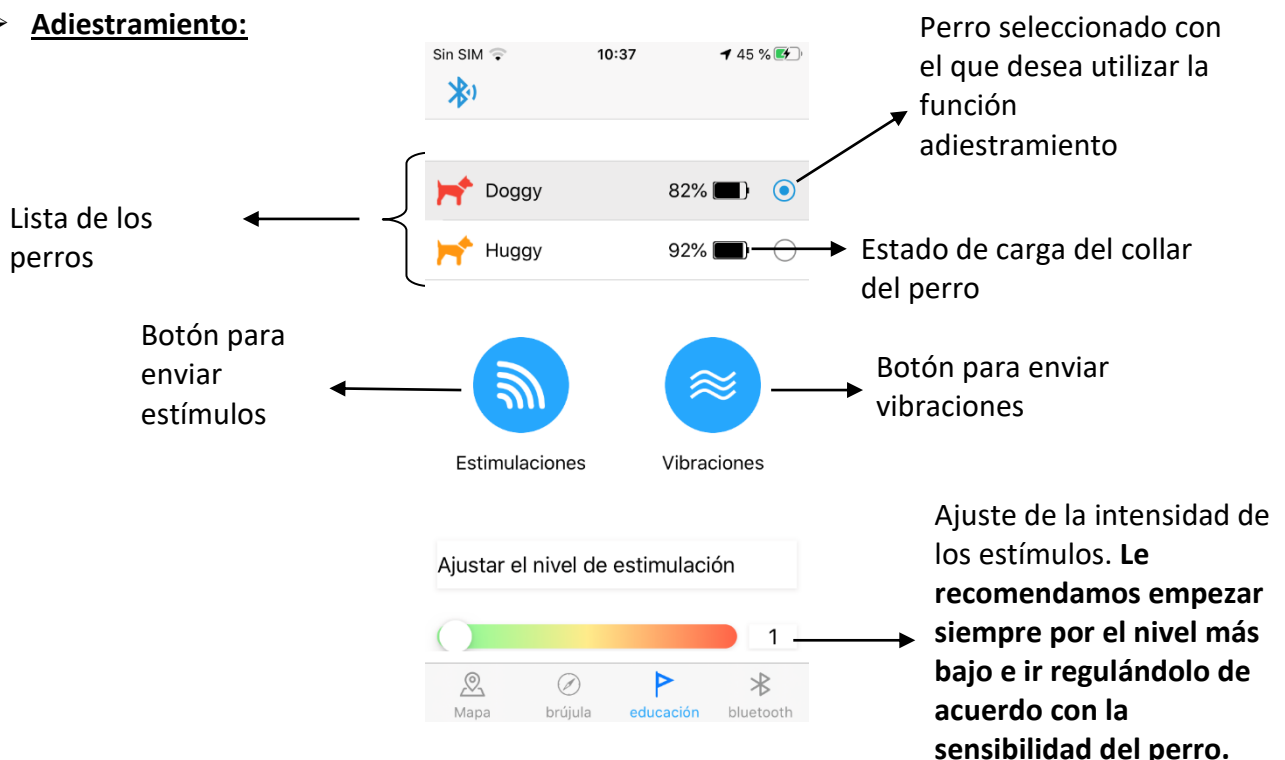 Adiestramiento:
Perro seleccionado con
el que desea utilizar la
función
adiestramiento
Sin SIM 10:37 45 %
Lista de los
perros
Doggy 82%
Huggy 92%
Estado de carga del collar
del perro
Botón para
enviar
estímulos
Botón para enviar
vibraciones
Estimulaciones Vibraciones
Ajustar el nivel de estimulación
1
Ajuste de la intensidad de
los estímulos. Le
recomendamos empezar
siempre por el nivel más
bajo e ir regulándolo de
acuerdo con la
sensibilidad del perro.
Mapa brújula educación bluetooth